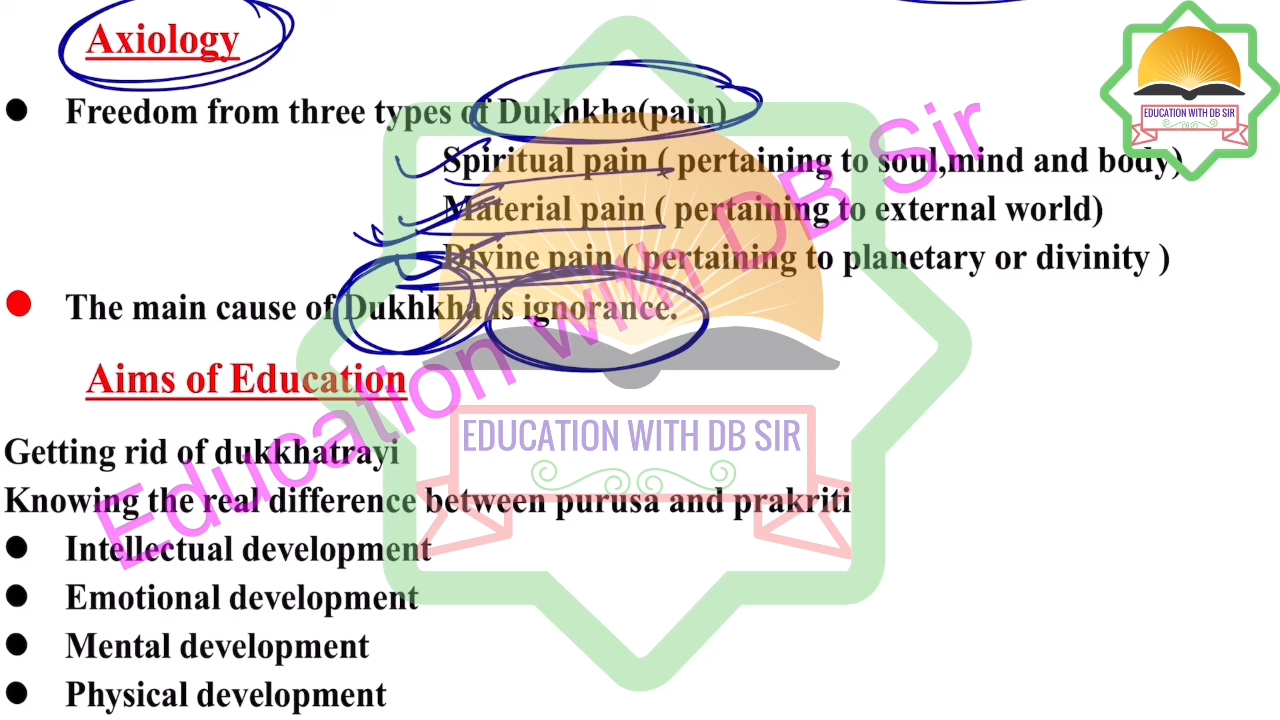 Axiology
EDUCATION WITH DB SIR
● Freedom from three types of Dukhkha(pain)
Spiritual pain ( pertaining to soul,mind and body)
Material pain ( pertaining to external world)
Divine pain ( pertaining to planetary or divinity )
● The main cause of Dukhkha is ignorance.
Aims of Education
EDUCATION WITH DB SIR
Education with DB Sir
Getting rid of dukkhatrayi
Knowing the real difference between purusa and prakriti
● Intellectual development
● Emotional development
● Mental development
● Physical development